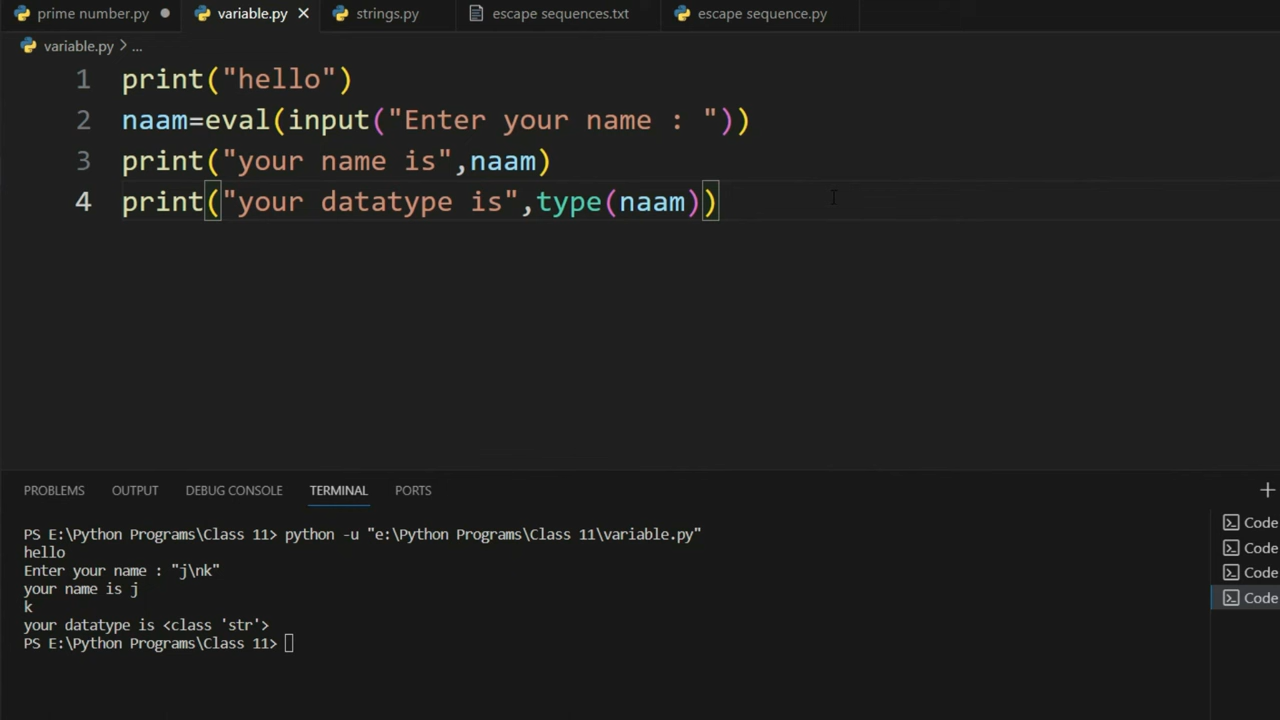 prime number.py variable.py strings.py escape sequences.txt escape sequence.py
variable.py > ...
1 print("hello")
2 naam=eval(input("Enter your name : "))
3 print("your name is",naam)
4 print("your datatype is",type(naam))
PROBLEMS OUTPUT DEBUG CONSOLE TERMINAL PORTS
PS E:\Python Programs\Class 11> python -u "e:\Python Programs\Class 11\variable.py"
hello
Enter your name : "j\nk"
your name is j
k
your datatype is <class 'str'>
PS E:\Python Programs\Class 11>
Code
Code
Code
Code